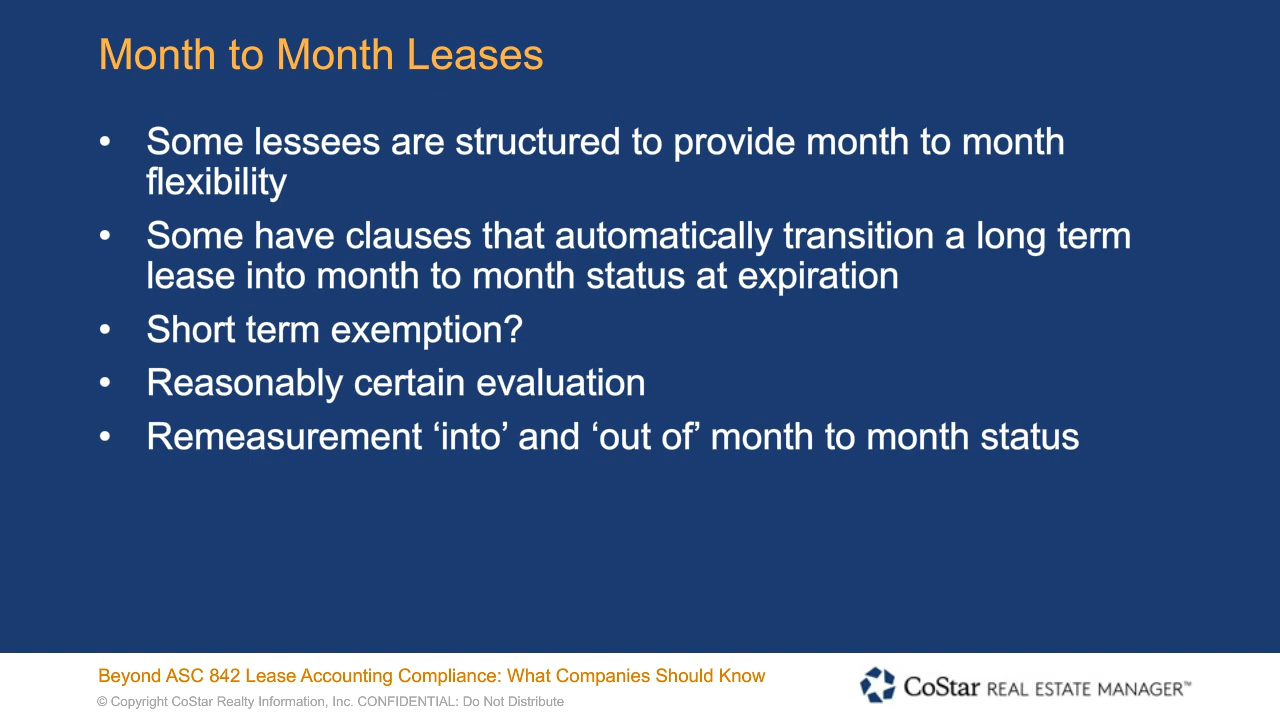 Month to Month Leases
• Some lessees are structured to provide month to month
flexibility
• Some have clauses that automatically transition a long term
lease into month to month status at expiration
• Short term exemption?
• Reasonably certain evaluation
• Remeasurement ‘into’ and ‘out of’ month to month status
Beyond ASC 842 Lease Accounting Compliance: What Companies Should Know
© Copyright CoStar Realty Information, Inc. CONFIDENTIAL: Do Not Distribute
CoStar REAL ESTATE MANAGER™